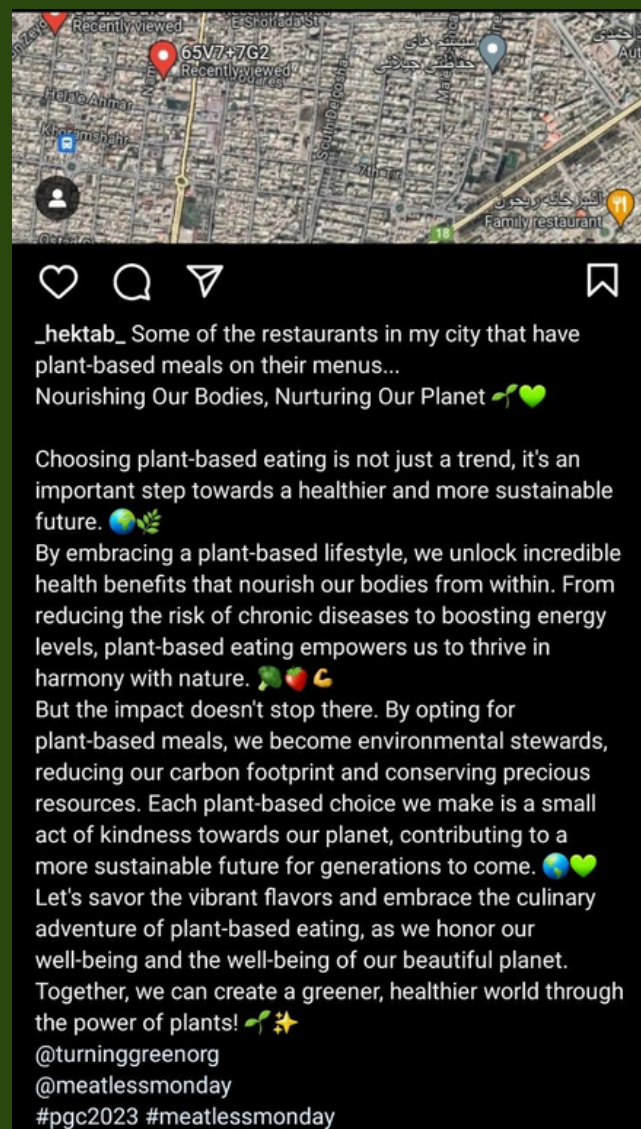 Recently viewed
E Shohada St
65V7+7G2
Recently viewed
Hela'e Ahmar
Khoramshahr
South Delgosha
7th Tir
18
Family restaurant
_hektab_ Some of the restaurants in my city that have
plant-based meals on their menus...
Nourishing Our Bodies, Nurturing Our Planet 🌱💚
Choosing plant-based eating is not just a trend, it's an
important step towards a healthier and more sustainable
future. 🌍🌿
By embracing a plant-based lifestyle, we unlock incredible
health benefits that nourish our bodies from within. From
reducing the risk of chronic diseases to boosting energy
levels, plant-based eating empowers us to thrive in
harmony with nature. 🥦🍓💪
But the impact doesn't stop there. By opting for
plant-based meals, we become environmental stewards,
reducing our carbon footprint and conserving precious
resources. Each plant-based choice we make is a small
act of kindness towards our planet, contributing to a
more sustainable future for generations to come. 🌎💚
Let's savor the vibrant flavors and embrace the culinary
adventure of plant-based eating, as we honor our
well-being and the well-being of our beautiful planet.
Together, we can create a greener, healthier world through
the power of plants! 🌱✨
@turninggreenorg
@meatlessmonday
#pgc2023 #meatlessmonday